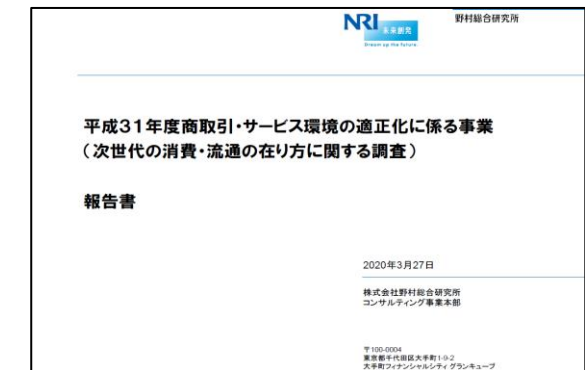 NRI
未来創発
Dream up the future
野村総合研究所
平成31年度商取引・サービス環境の適正化に係る事業
（次世代の消費・流通の在り方に関する調査）
報告書
2020年3月27日
株式会社野村総合研究所
コンサルティング事業本部
〒100-0004
東京都千代田区大手町1-9-2
大手町フィナンシャルシティ グランキューブ